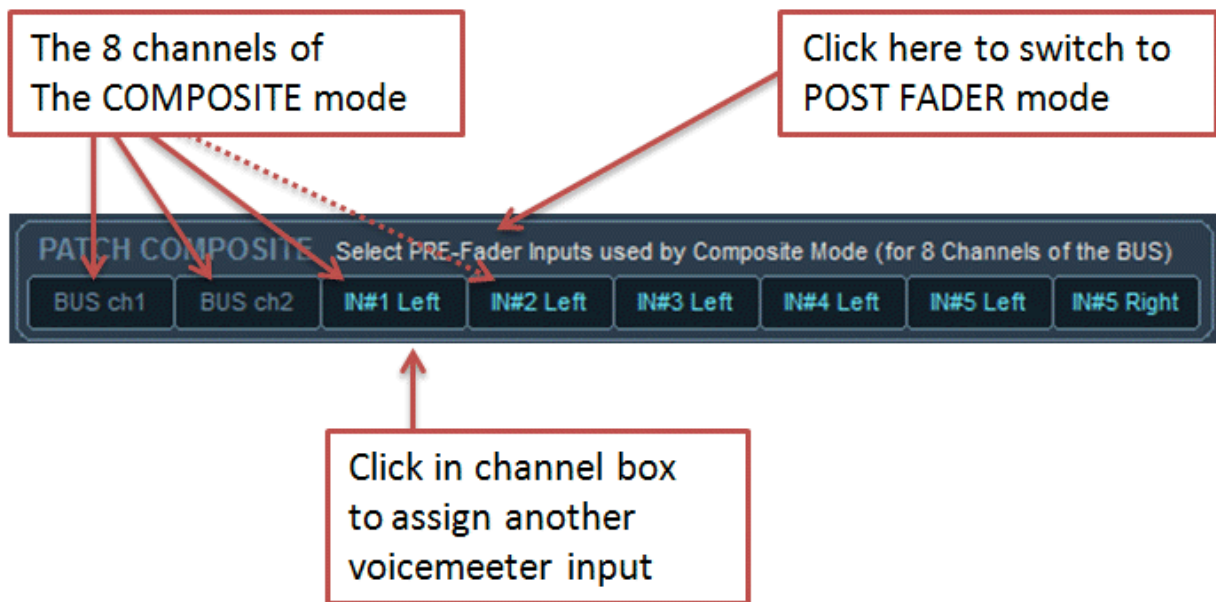 The 8 channels of
The COMPOSITE mode
Click here to switch to
POST FADER mode
PATCH COMPOSITE Select PRE-Fader Inputs used by Composite Mode (for 8 Channels of the BUS)
BUS ch1 BUS ch2 IN#1 Left IN#2 Left IN#3 Left IN#4 Left IN#5 Left IN#5 Right
Click in channel box
to assign another
voicemeeter input